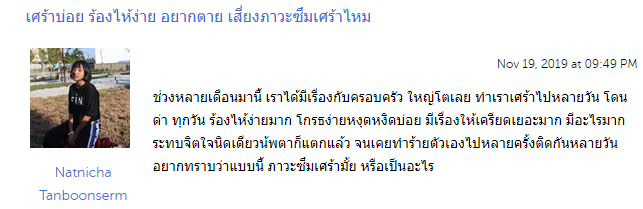 เศร้าบ่อย ร้องไห้ง่าย อยากตาย เสี่ยงภาวะซึมเศร้าไหม
Nov 19, 2019 at 09:49 PM
ช่วงหลายเดือนมานี้ เราได้มีเรื่องกับครอบครัว ใหญ่โตเลย ทำเราเศร้าไปหลายวัน โดน
ด่า ทุกวัน ร้องไห้ง่ายมาก โกรธง่ายหงุดหงิดบ่อย มีเรื่องให้เครียดเยอะมาก มีอะไรมาก
ระทบจิตใจนิดเดียวน้พตาก็แตกแล้ว จนเคยทำร้ายตัวเองไปหลายครั้งติดกันหลายวัน
อยากทราบว่าแบบนี้ ภาวะซึมเศร้ามั้ย หรือเป็นอะไร
Natnicha
Tanboonserm